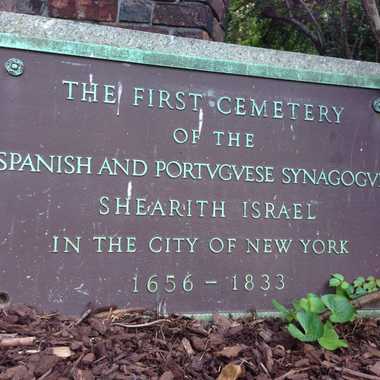 THE FIRST CEMETERY
OF THE
SPANISH AND PORTVGVESE SYNAGOGV
SHEARITH ISRAEL
IN THE CITY OF NEW YORK
1656 – 1833